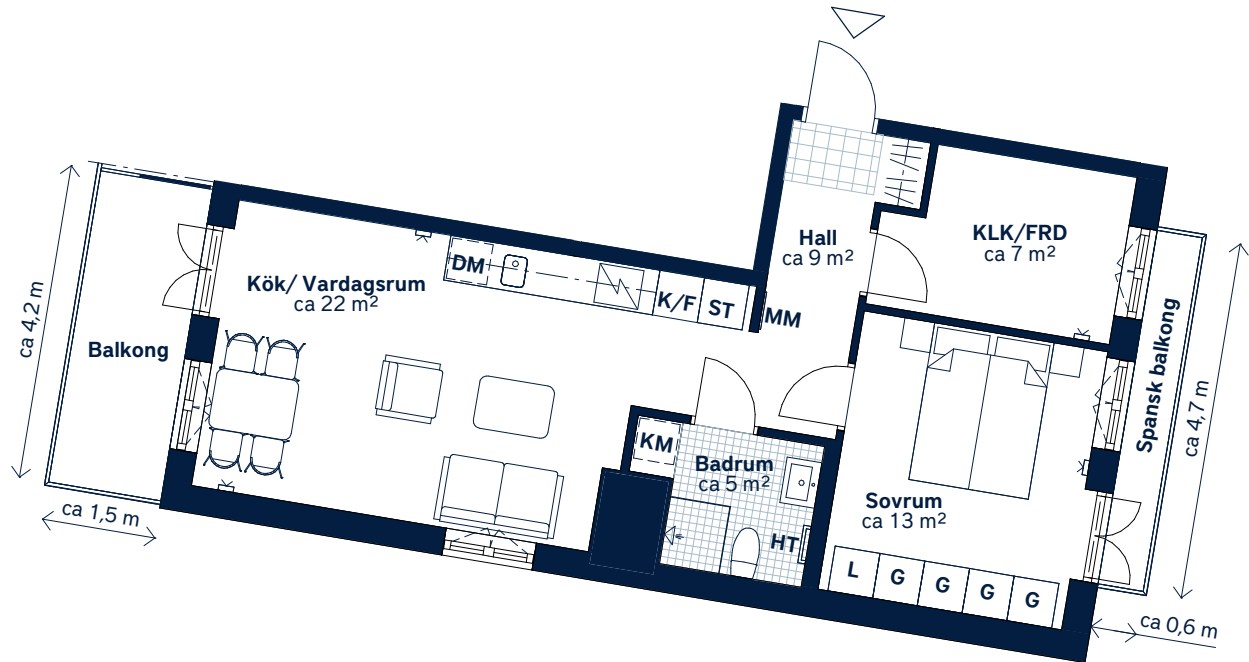 Hall
ca 9 m²
KLK/FRD
ca 7 m²
DM
Kök/ Vardagsrum
ca 22 m²
K/F
ST
MM
ca 4,2 m
Balkong
Spansk balkong
ca 4,7 m
KM
Badrum
ca 5 m²
HT
Sovrum
ca 13 m²
ca 1,5 m
L
G
G
G
G
ca 0,6 m